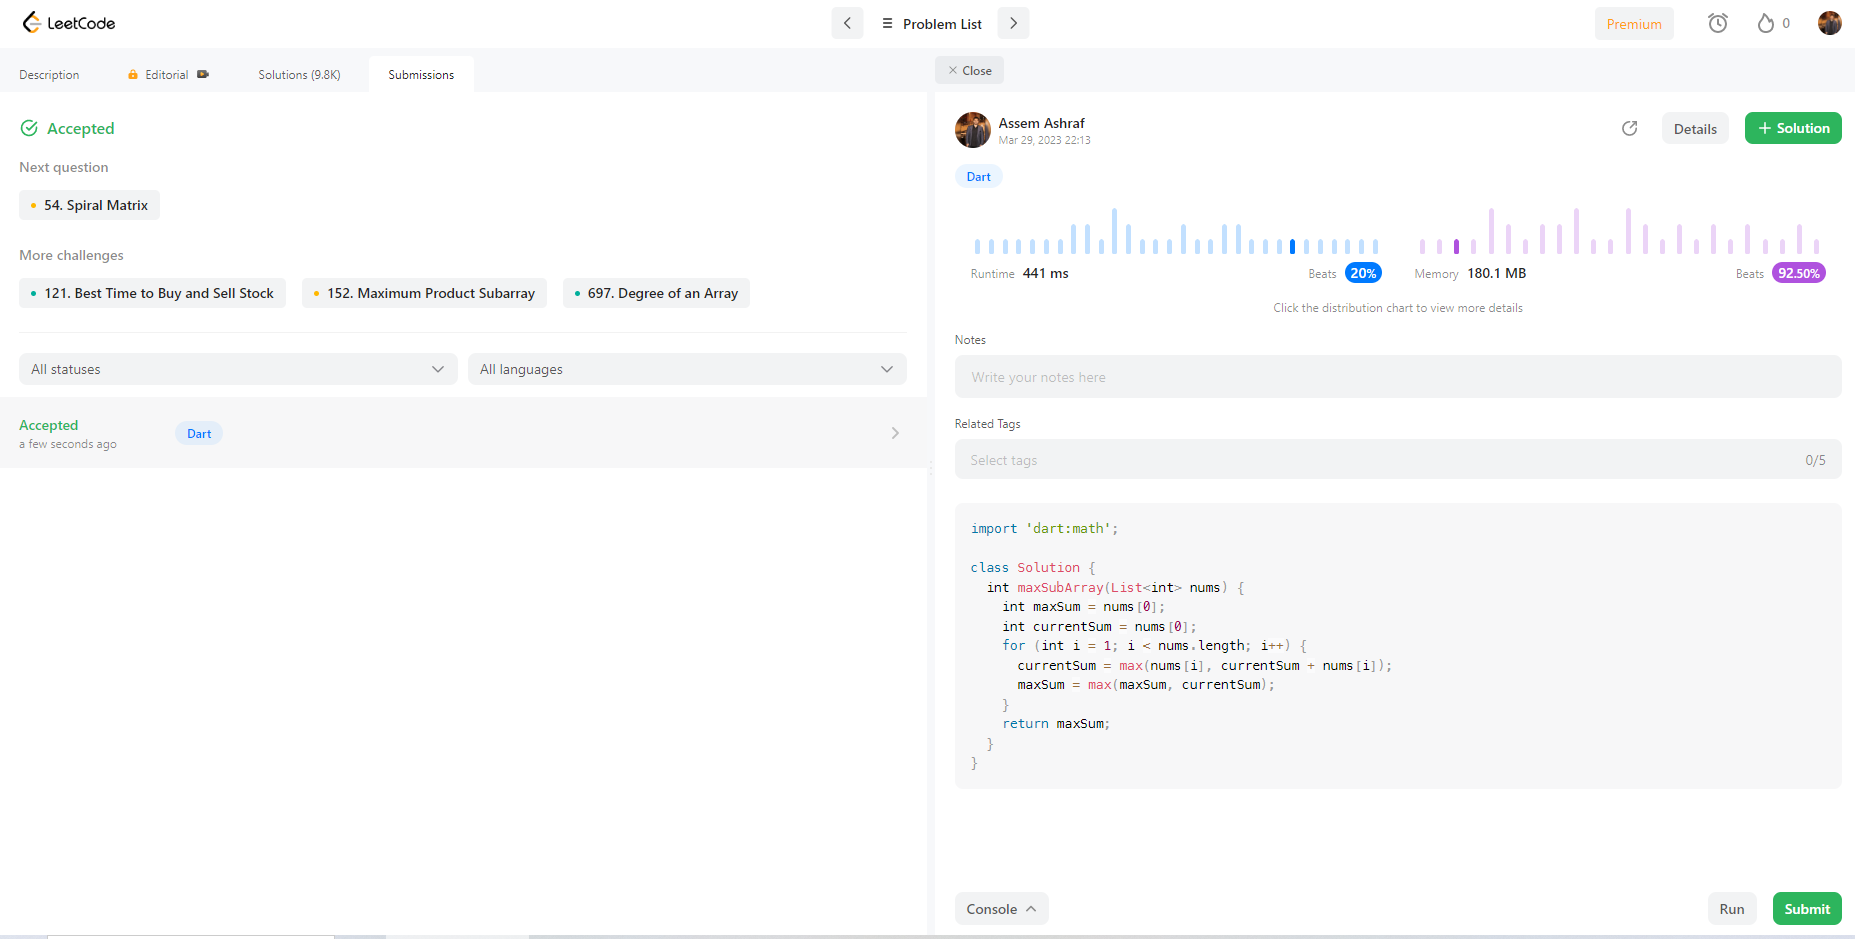 LeetCode
Problem List
Premium
0
Description
Editorial
Solutions (9.8K)
Submissions
Close
Accepted
Next question
54. Spiral Matrix
More challenges
121. Best Time to Buy and Sell Stock
152. Maximum Product Subarray
697. Degree of an Array
All statuses
All languages
Accepted
a few seconds ago
Dart
Assem Ashraf
Mar 29, 2023 22:13
Details
+ Solution
Dart
Runtime 441 ms
Beats 20%
Memory 180.1 MB
Beats 92.50%
Click the distribution chart to view more details
Notes
Write your notes here
Related Tags
Select tags
0/5
import 'dart:math';
class Solution {
int maxSubArray(List<int> nums) {
int maxSum = nums[0];
int currentSum = nums[0];
for (int i = 1; i < nums.length; i++) {
currentSum = max(nums[i], currentSum + nums[i]);
maxSum = max(maxSum, currentSum);
}
return maxSum;
}
}
Console
Run
Submit